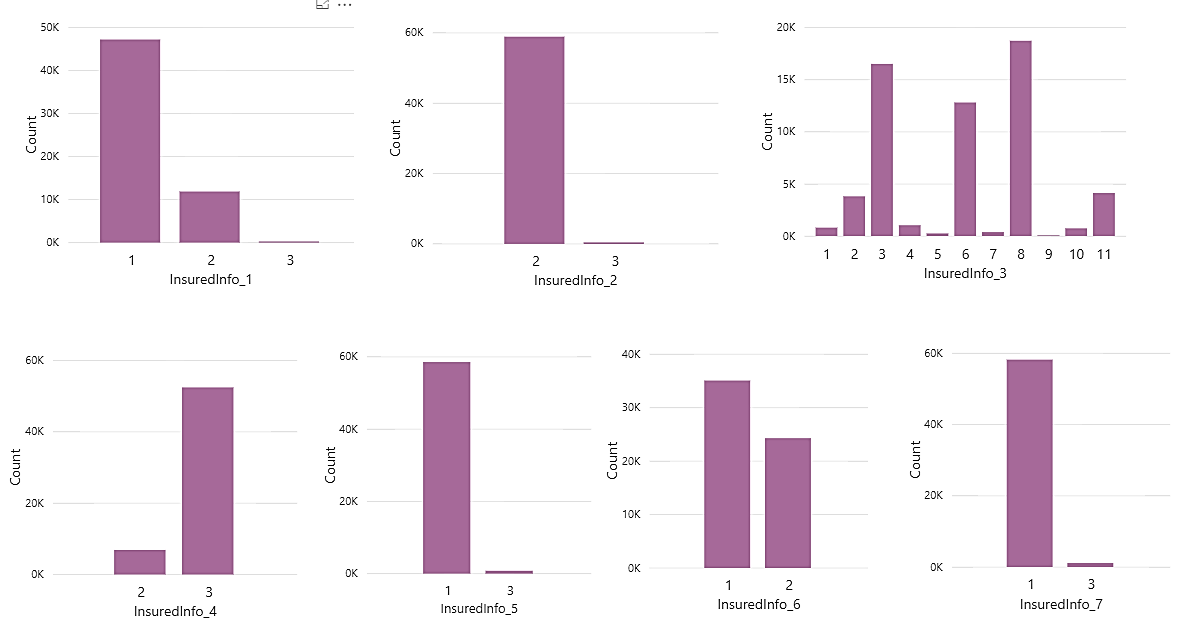 50K
40K
30K
20K
10K
0K
Count
1 2 3
InsuredInfo_1
60K
40K
20K
0K
Count
2 3
InsuredInfo_2
20K
15K
10K
5K
0K
Count
1 2 3 4 5 6 7 8 9 10 11
InsuredInfo_3
60K
40K
20K
0K
Count
2 3
InsuredInfo_4
60K
40K
20K
0K
Count
1 3
InsuredInfo_5
40K
30K
20K
10K
0K
Count
1 2
InsuredInfo_6
60K
40K
20K
0K
Count
1 3
InsuredInfo_7